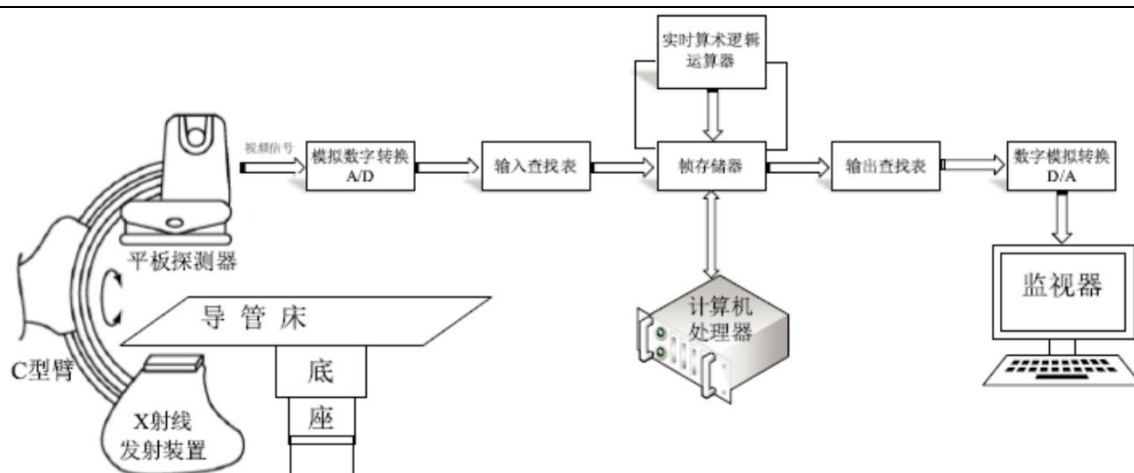 实时算术逻辑
运算器
视频信号
模拟数字转换
A/D
输入查找表
帧存储器
输出查找表
数字模拟转换
D/A
平板探测器
导管床
C型臂
底
座
X射线
发射装置
计算机
处理器
监视器